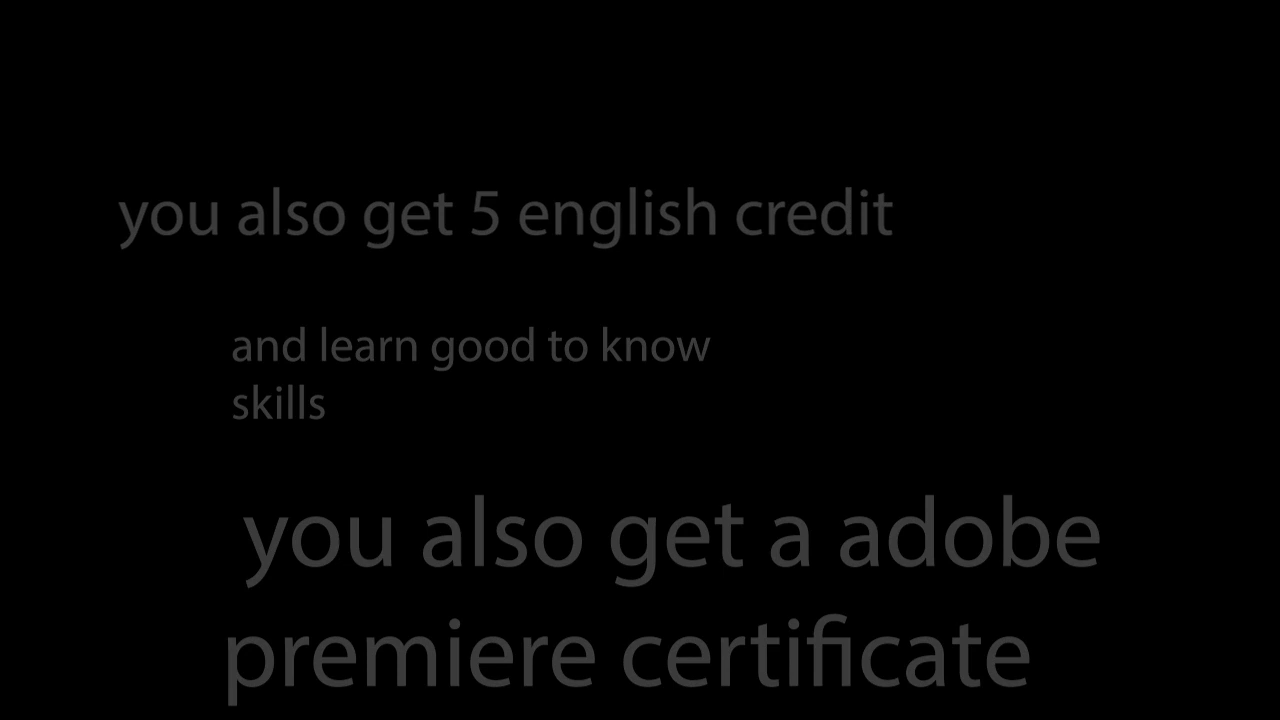 you also get 5 english credit
and learn good to know
skills
you also get a adobe
premiere certificate